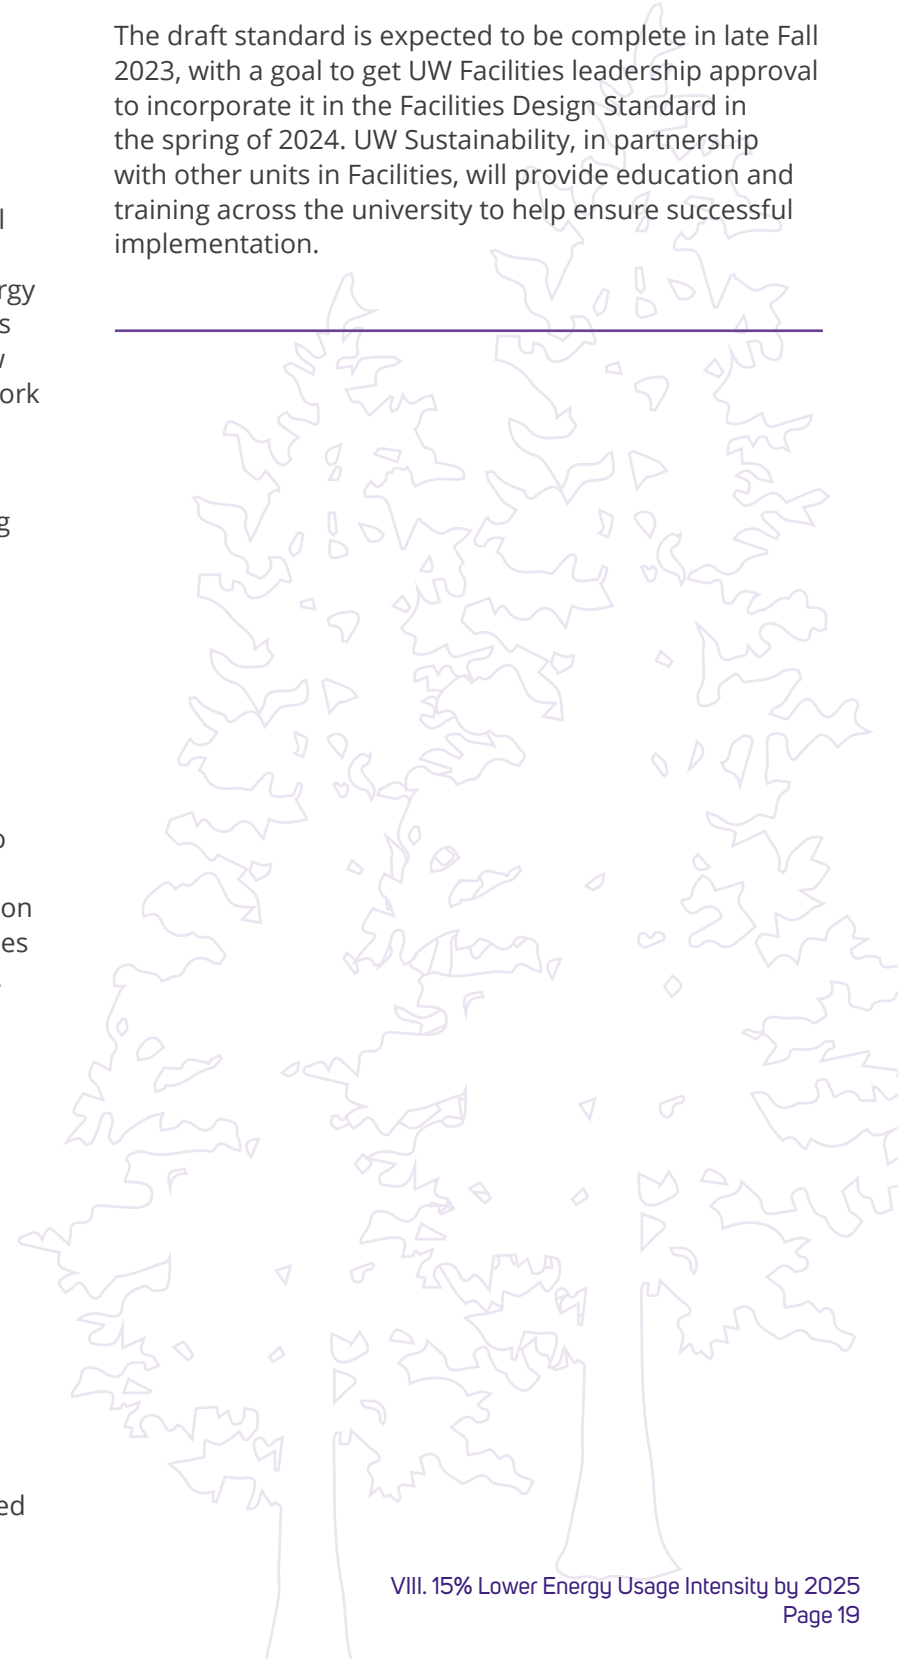 The draft standard is expected to be complete in late Fall
2023, with a goal to get UW Facilities leadership approval
to incorporate it in the Facilities Design Standard in
the spring of 2024. UW Sustainability, in partnership
with other units in Facilities, will provide education and
training across the university to help ensure successful
implementation.
VIII. 15% Lower Energy Usage Intensity by 2025
Page 19